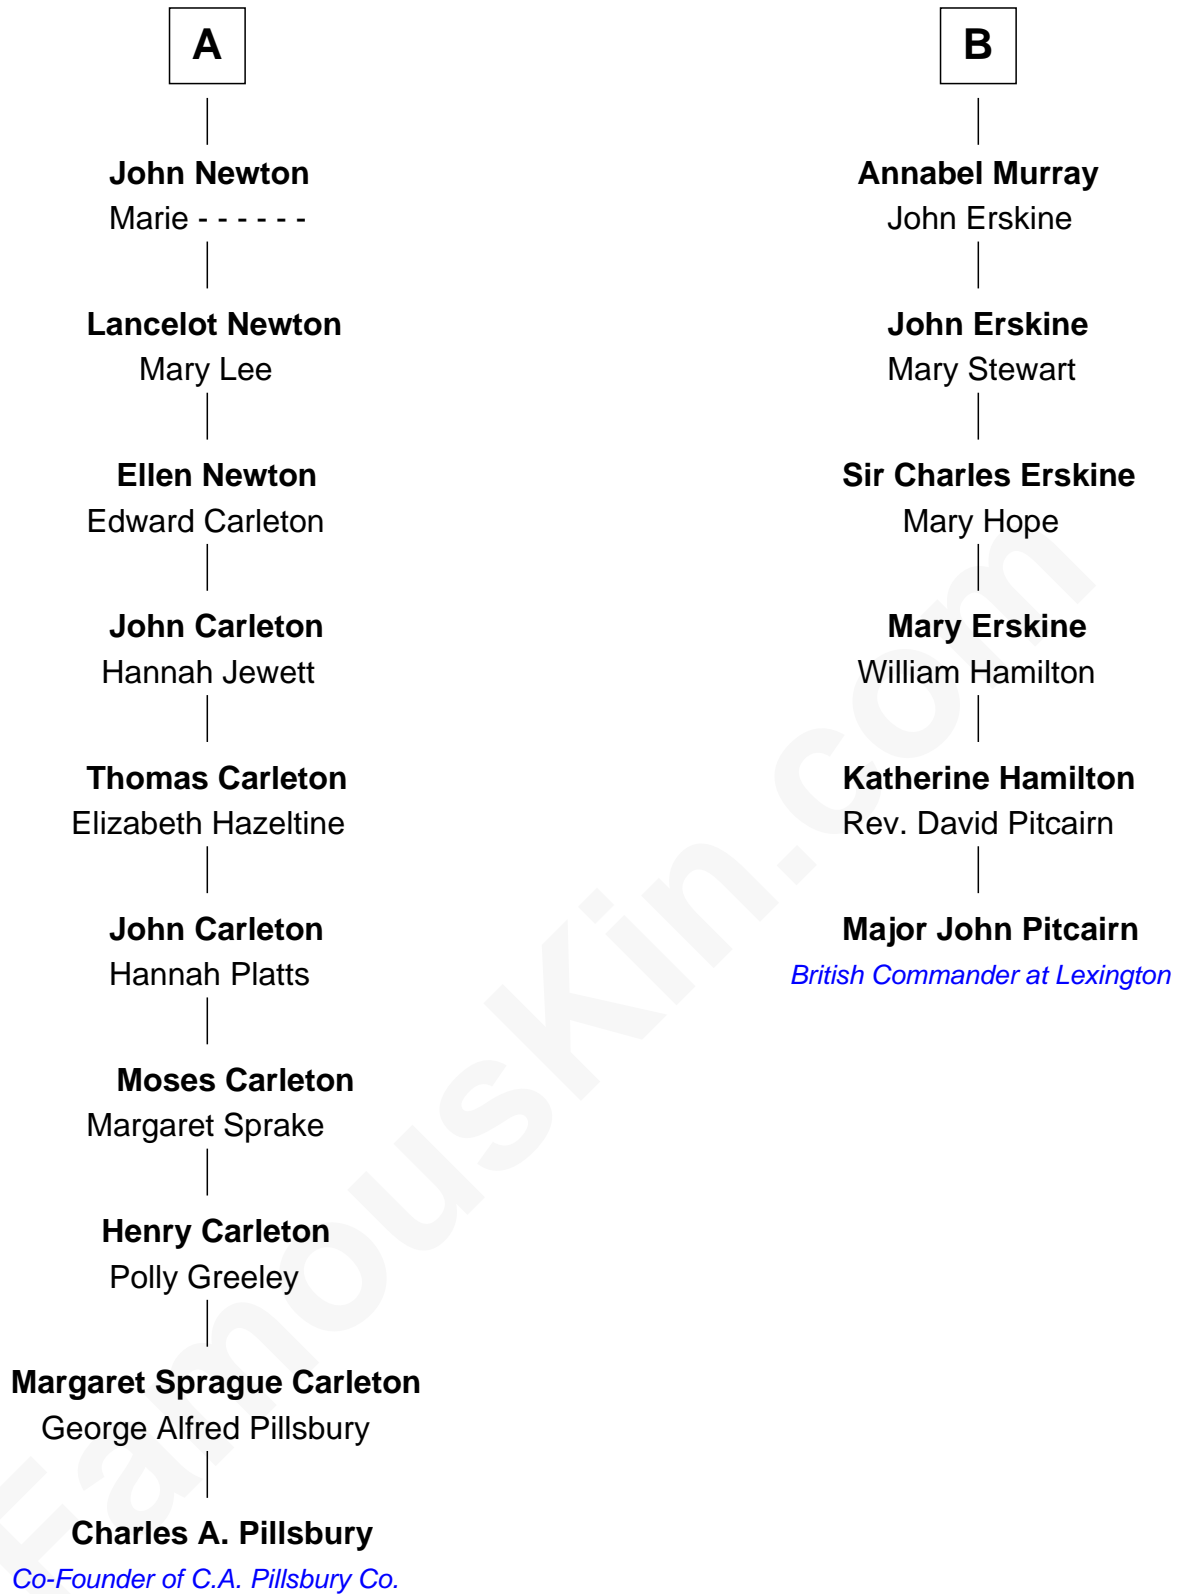 A
John Newton
Marie - - - - - -
Lancelot Newton
Mary Lee
Ellen Newton
Edward Carleton
John Carleton
Hannah Jewett
Thomas Carleton
Elizabeth Hazeltine
John Carleton
Hannah Platts
Moses Carleton
Margaret Sprake
Henry Carleton
Polly Greeley
Margaret Sprague Carleton
George Alfred Pillsbury
Charles A. Pillsbury
Co-Founder of C.A. Pillsbury Co.
B
Annabel Murray
John Erskine
John Erskine
Mary Stewart
Sir Charles Erskine
Mary Hope
Mary Erskine
William Hamilton
Katherine Hamilton
Rev. David Pitcairn
Major John Pitcairn
British Commander at Lexington
FamousKin.com